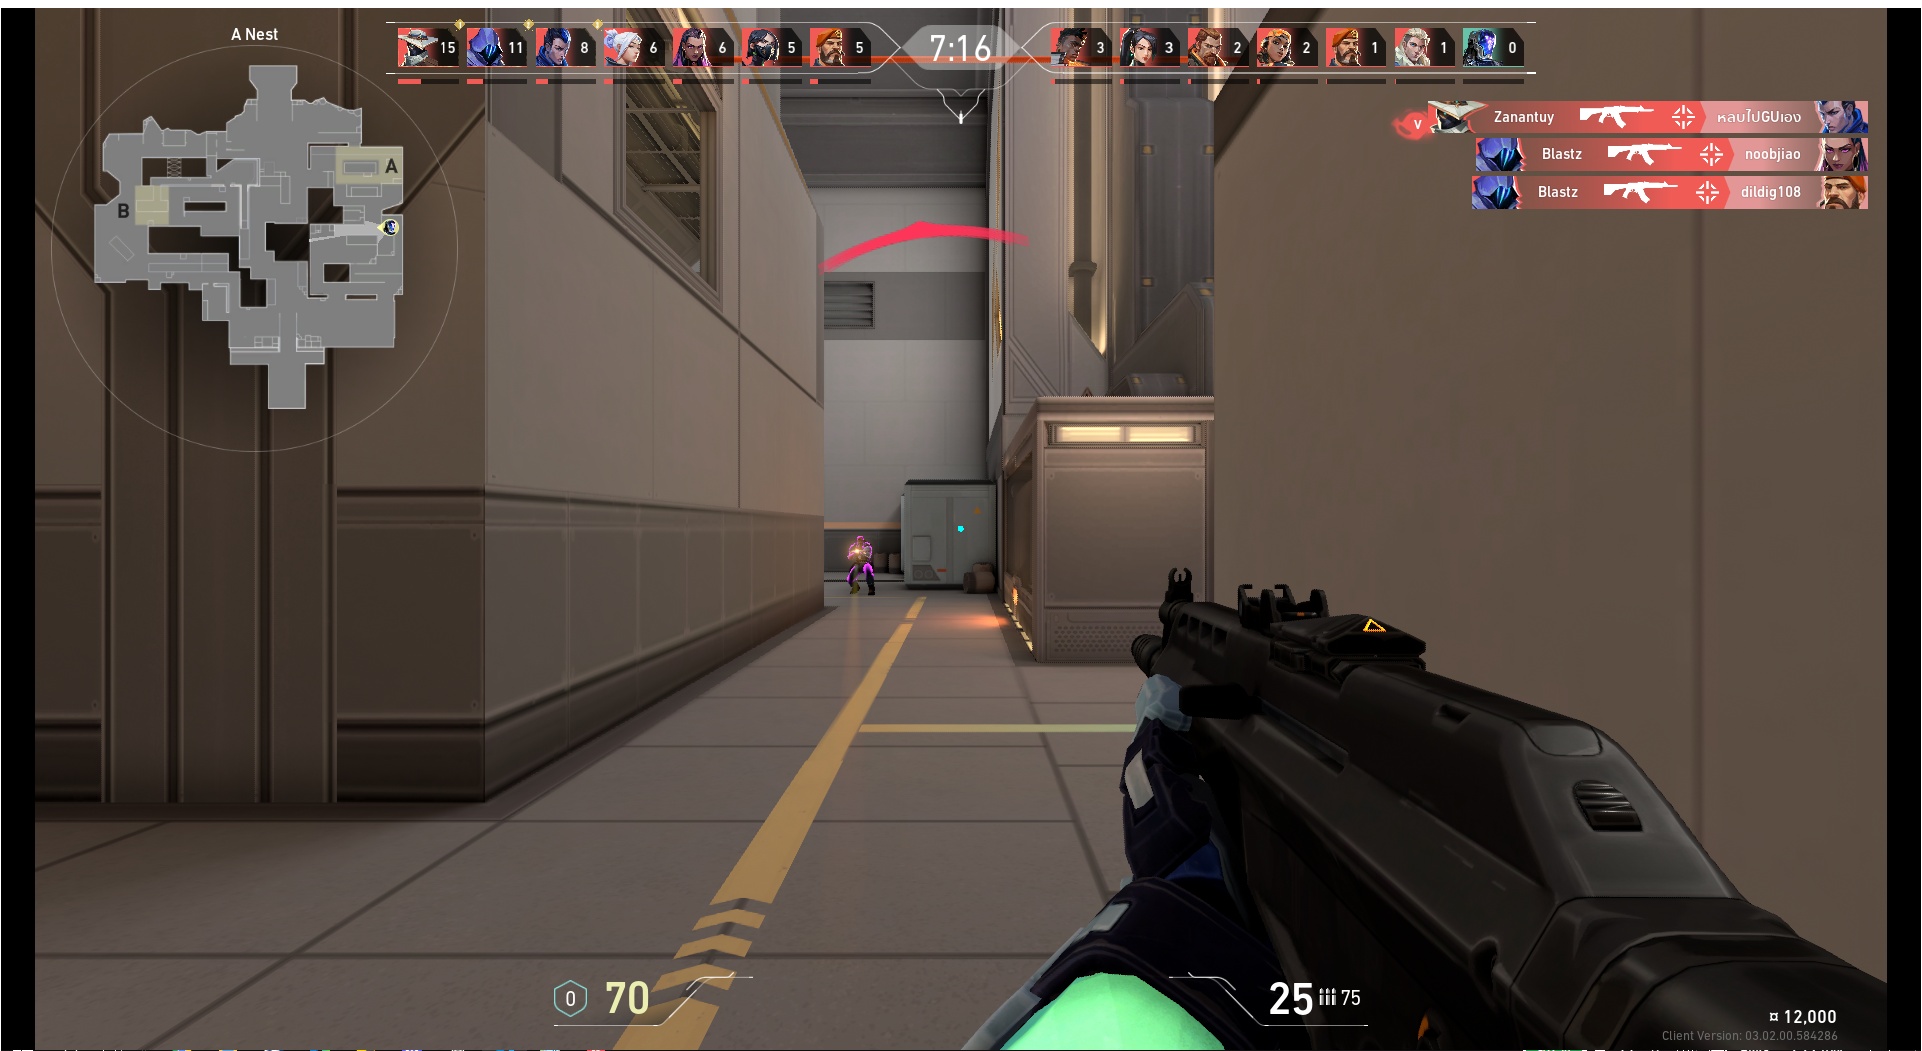 A Nest
15 11 8 6 6 5 5 7:16 3 3 2 2 1 1 0
A
B
V Zanantuy หลบไปGUเอง
Blastz noobjiao
Blastz dildig108
0 70 25 75
¤ 12,000
Client Version: 03.02.00.584286